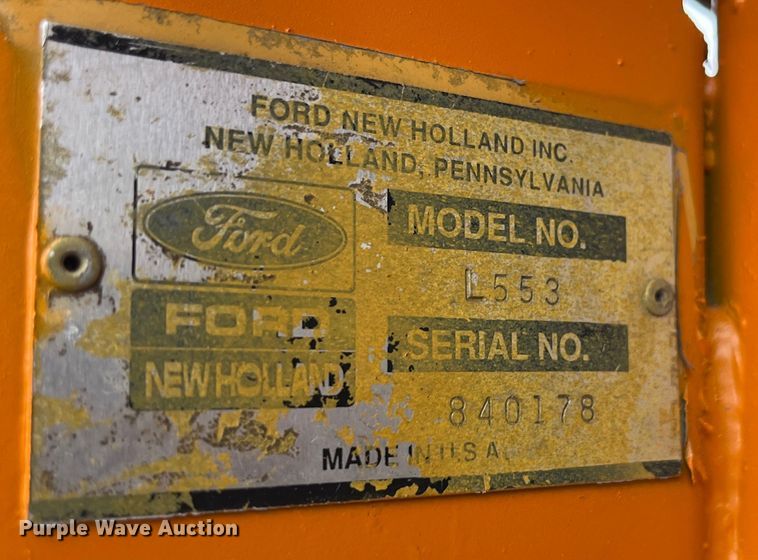 FORD NEW HOLLAND INC.
NEW HOLLAND, PENNSYLVANIA
Ford
FORD
NEW HOLLAND
MODEL NO.
L553
SERIAL NO.
840178
MADE IN U.S.A.
Purple Wave Auction